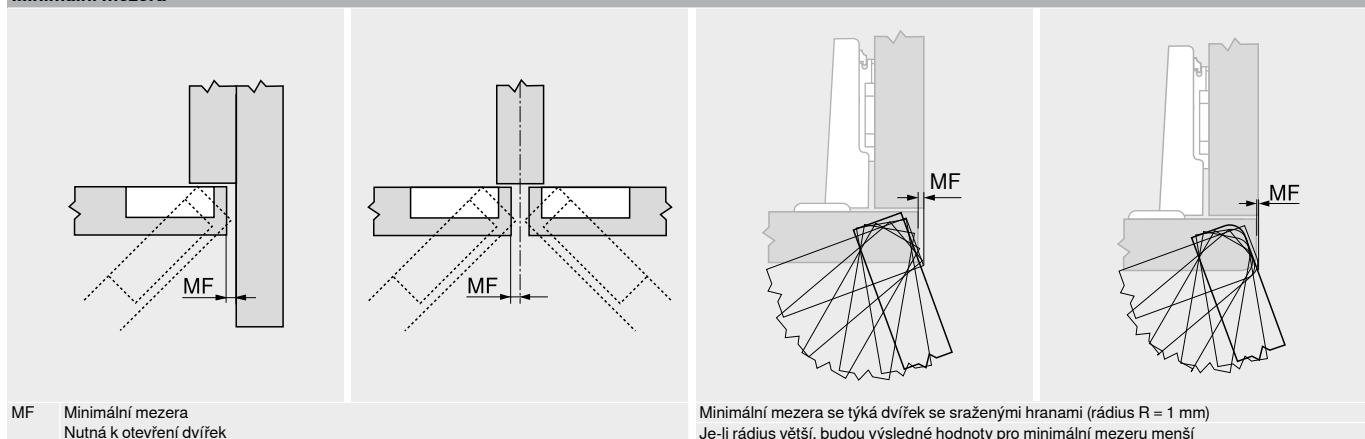 Minimální mezera
MF
MF
MF
MF
MF Minimální mezera
Nutná k otevření dvířek
Minimální mezera se týká dvířek se sraženými hranami (rádius R = 1 mm)
Je-li rádius větší, budou výsledné hodnoty pro minimální mezeru menší